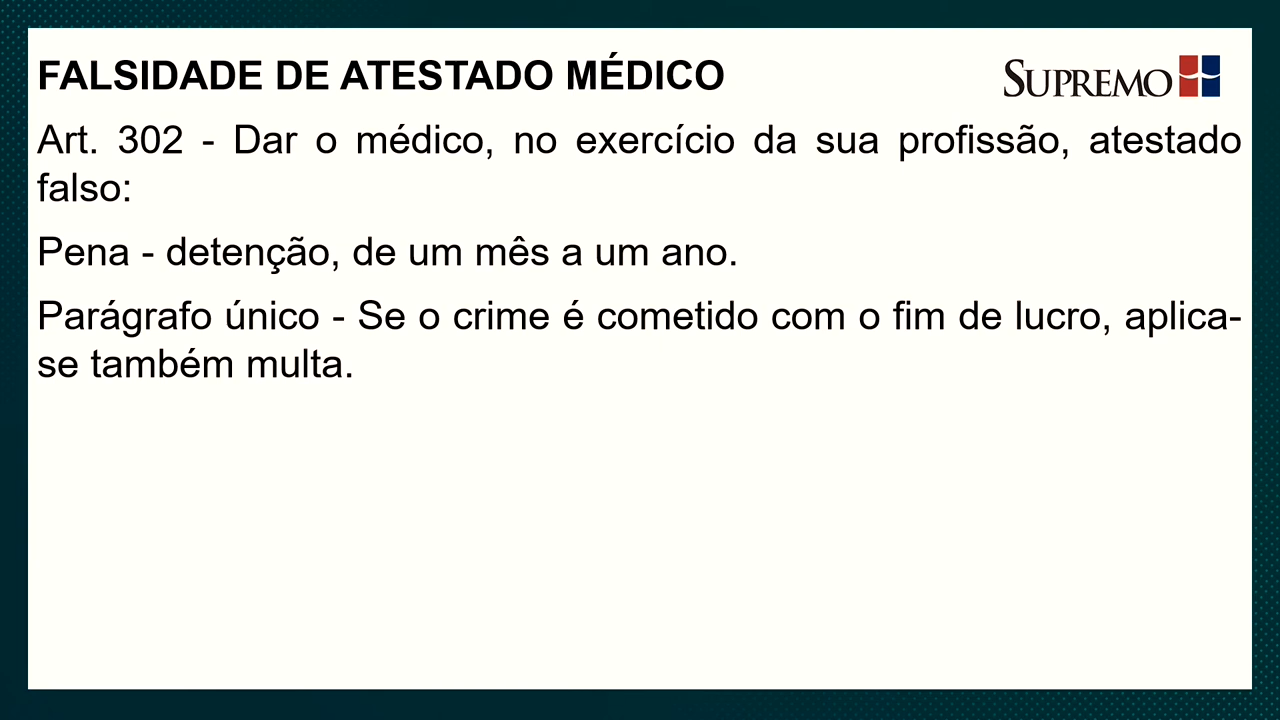 FALSIDADE DE ATESTADO MÉDICO
SUPREMO
Art. 302 - Dar o médico, no exercício da sua profissão, atestado
falso:
Pena - detenção, de um mês a um ano.
Parágrafo único - Se o crime é cometido com o fim de lucro, aplica-
se também multa.